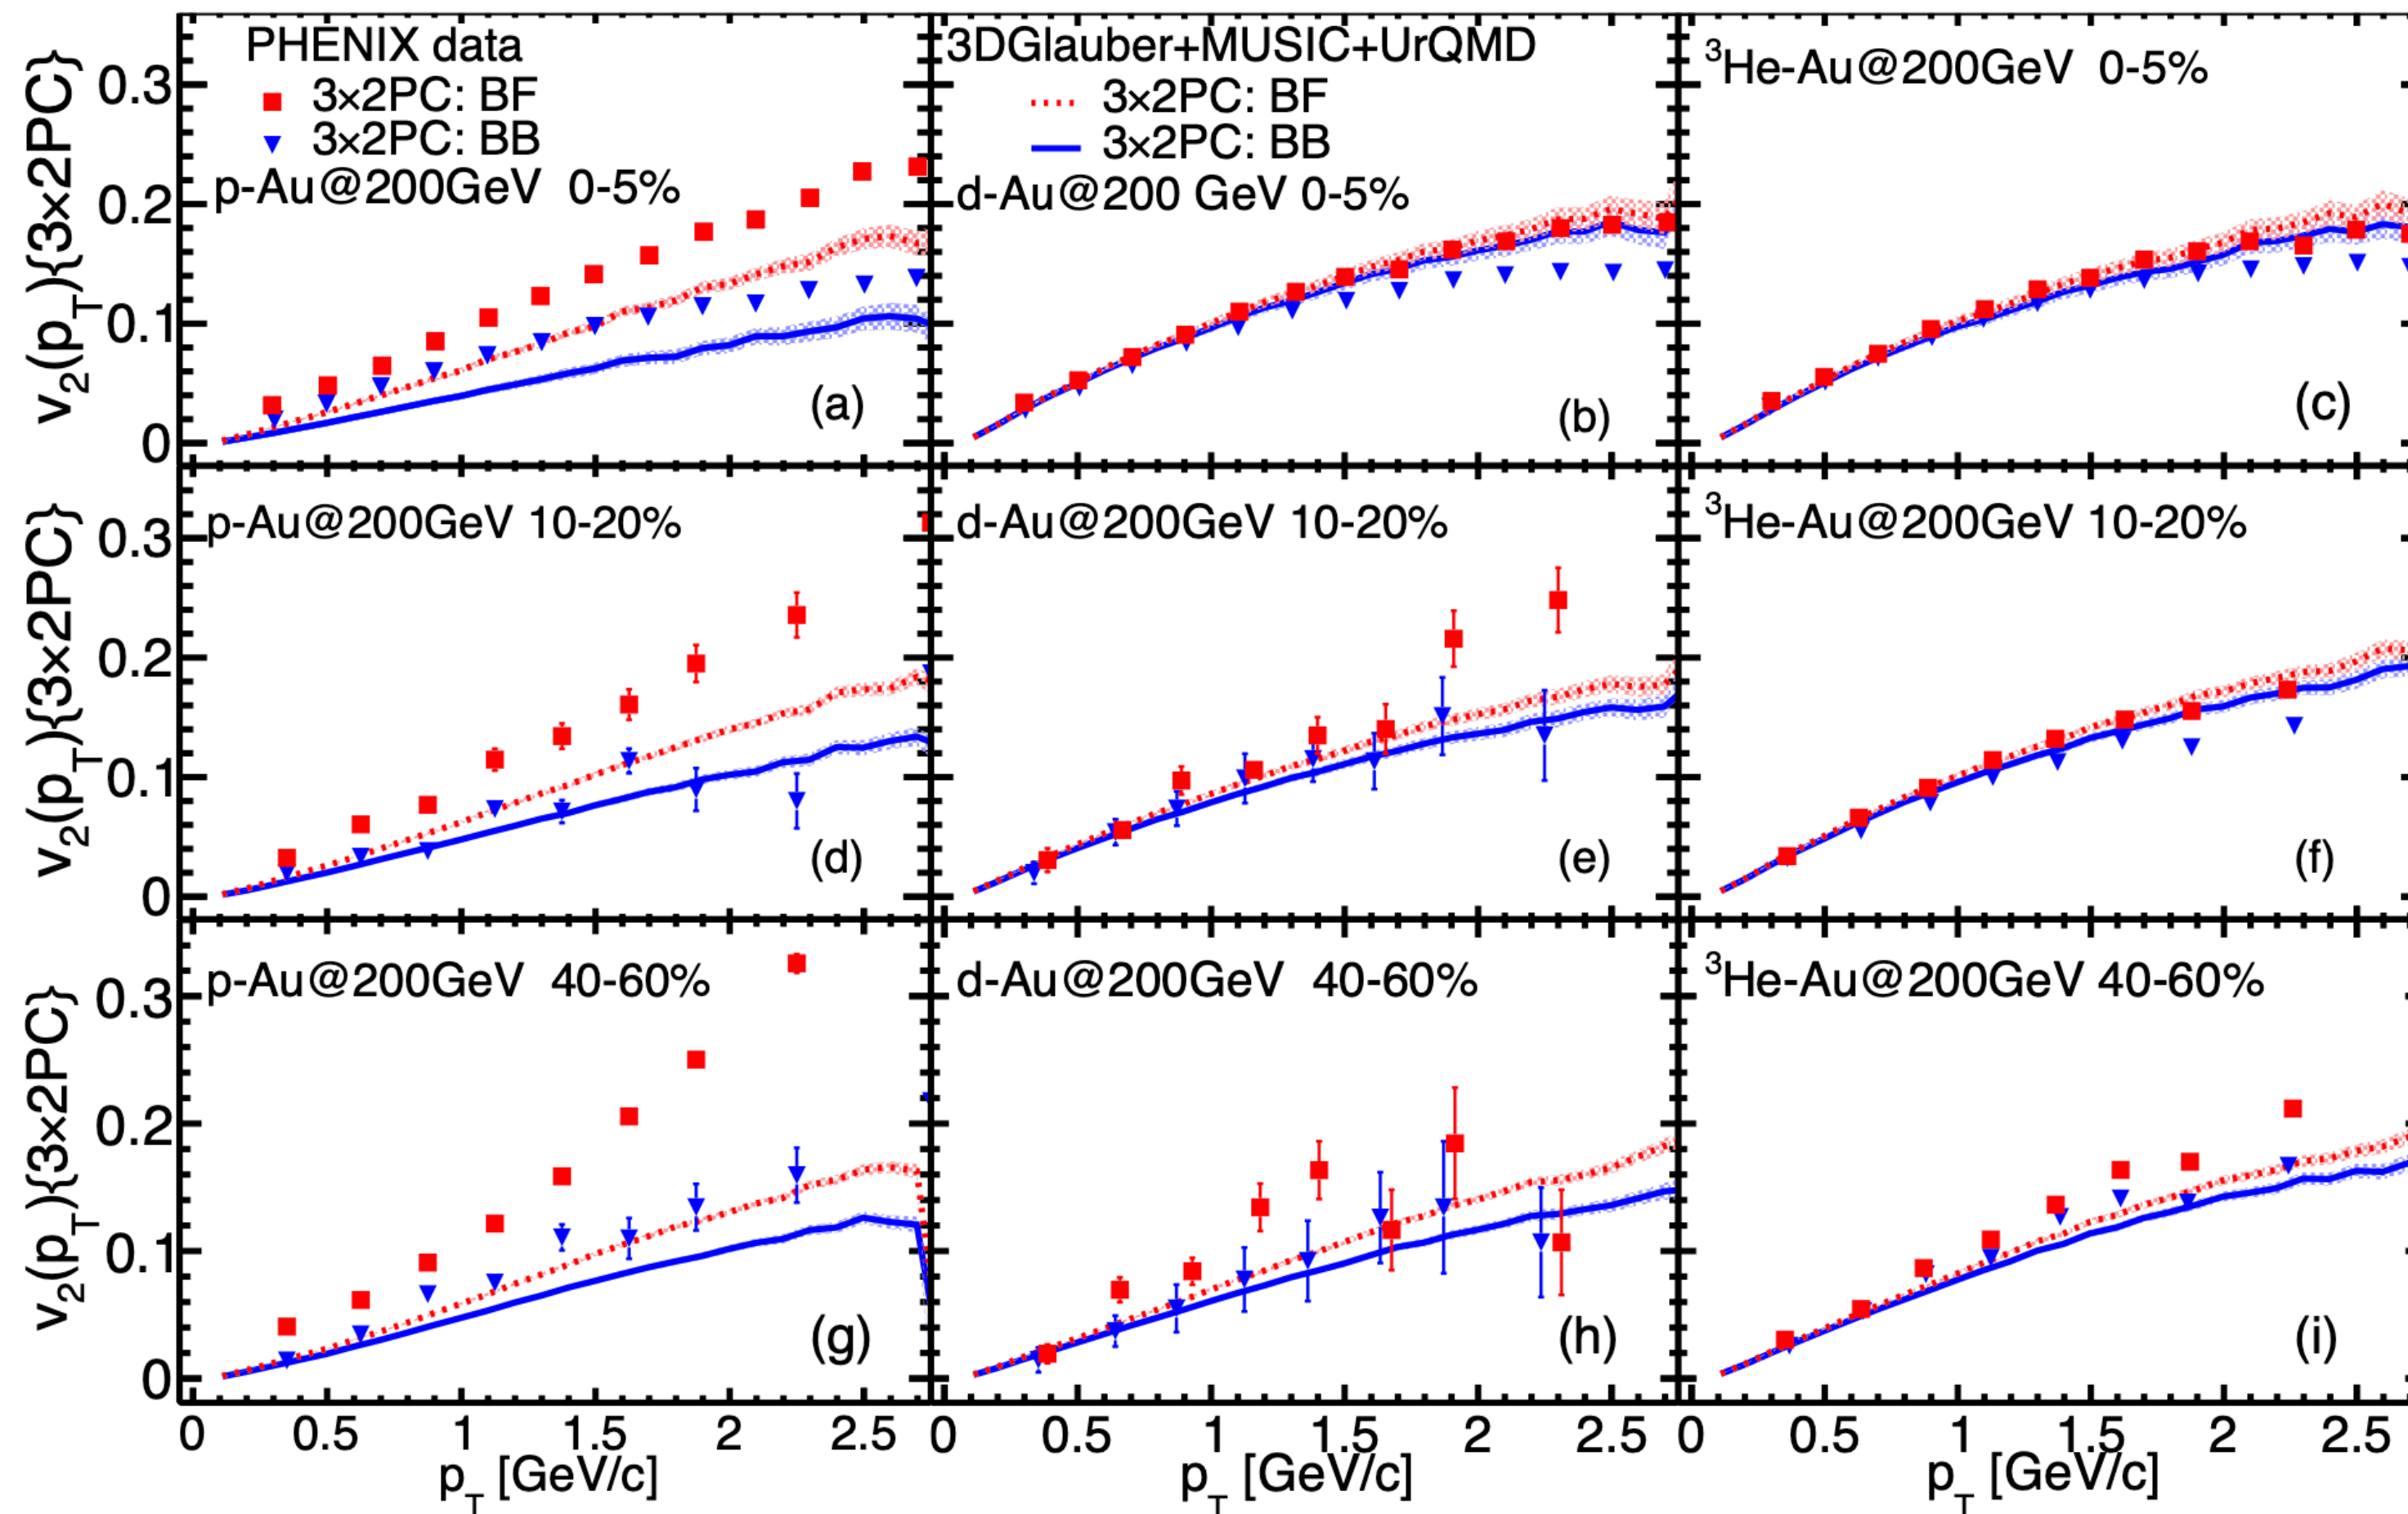 PHENIX data
3×2PC: BF
3×2PC: BB
p-Au@200GeV 0-5%
(a)
3DGlauber+MUSIC+UrQMD
3×2PC: BF
3×2PC: BB
d-Au@200 GeV 0-5%
(b)
³He-Au@200GeV 0-5%
(c)
v₂(p_T){3×2PC}
0.3
0.2
0.1
0
p-Au@200GeV 10-20%
(d)
d-Au@200GeV 10-20%
(e)
³He-Au@200GeV 10-20%
(f)
v₂(p_T){3×2PC}
0.3
0.2
0.1
0
p-Au@200GeV 40-60%
(g)
d-Au@200GeV 40-60%
(h)
³He-Au@200GeV 40-60%
(i)
v₂(p_T){3×2PC}
0.3
0.2
0.1
0
0 0.5 1 1.5 2 2.5 0 0.5 1 1.5 2 2.5 0 0.5 1 1.5 2 2.5
p_T [GeV/c] p_T [GeV/c] p_T [GeV/c]